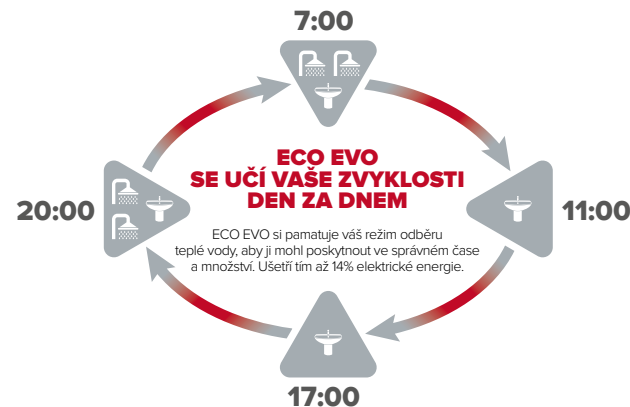 7:00
ECO EVO
SE UČÍ VAŠE ZVYKLOSTI
DEN ZA DNEM
20:00
11:00
ECO EVO si pamatuje váš režim odběru
teplé vody, aby ji mohl poskytnout ve správném čase
a množství. Ušetří tím až 14% elektrické energie.
17:00